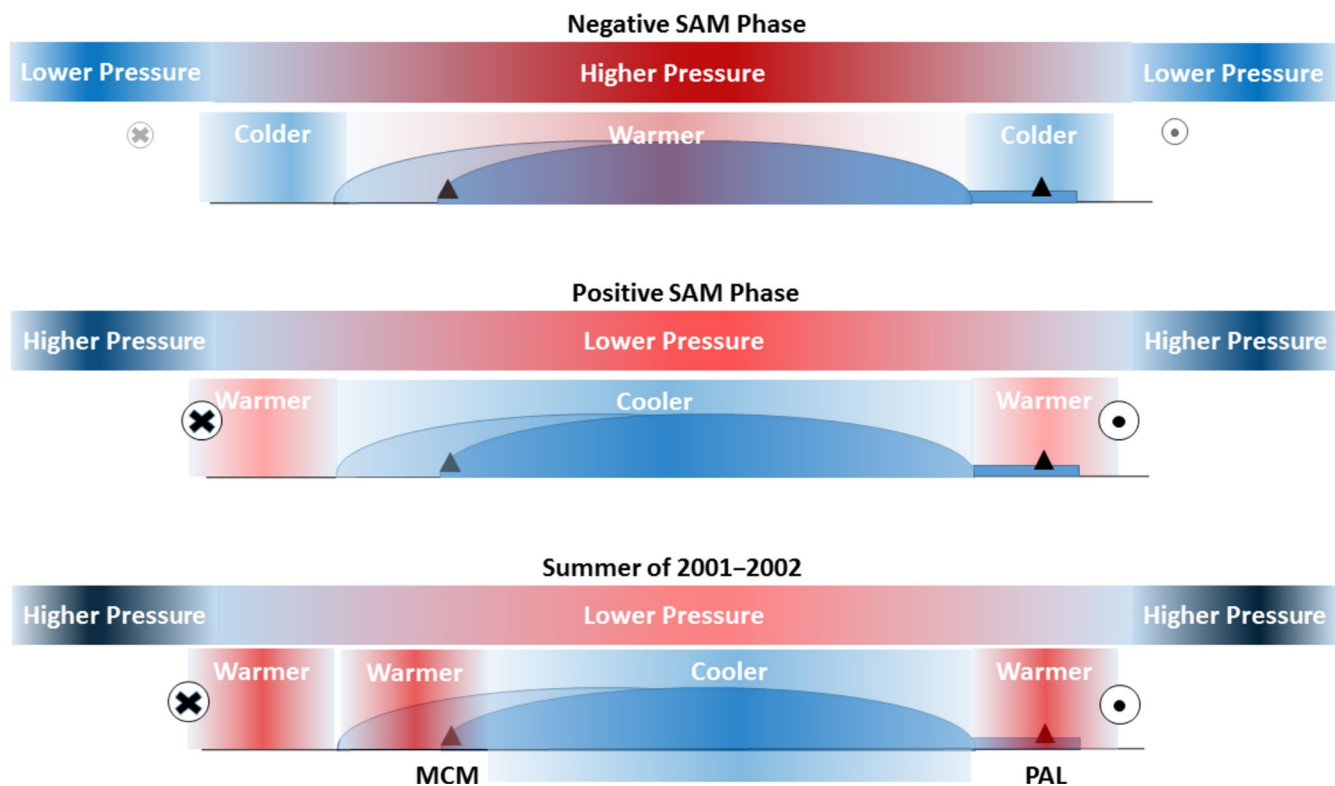 Negative SAM Phase
Lower Pressure Higher Pressure Lower Pressure
Colder Warmer Colder
Positive SAM Phase
Higher Pressure Lower Pressure Higher Pressure
Warmer Cooler Warmer
Summer of 2001–2002
Higher Pressure Lower Pressure Higher Pressure
Warmer Warmer Cooler Warmer
MCM PAL